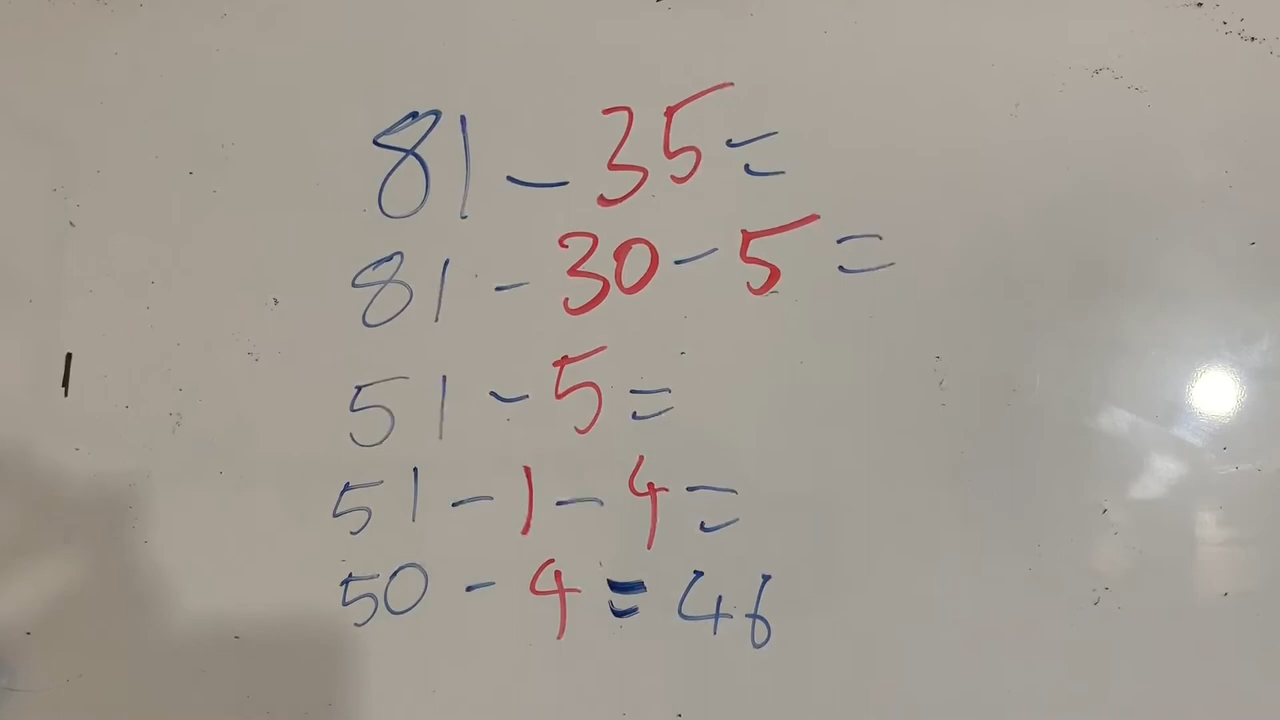 81 - 35 =
81 - 30 - 5 =
51 - 5 =
51 - 1 - 4 =
50 - 4 = 46